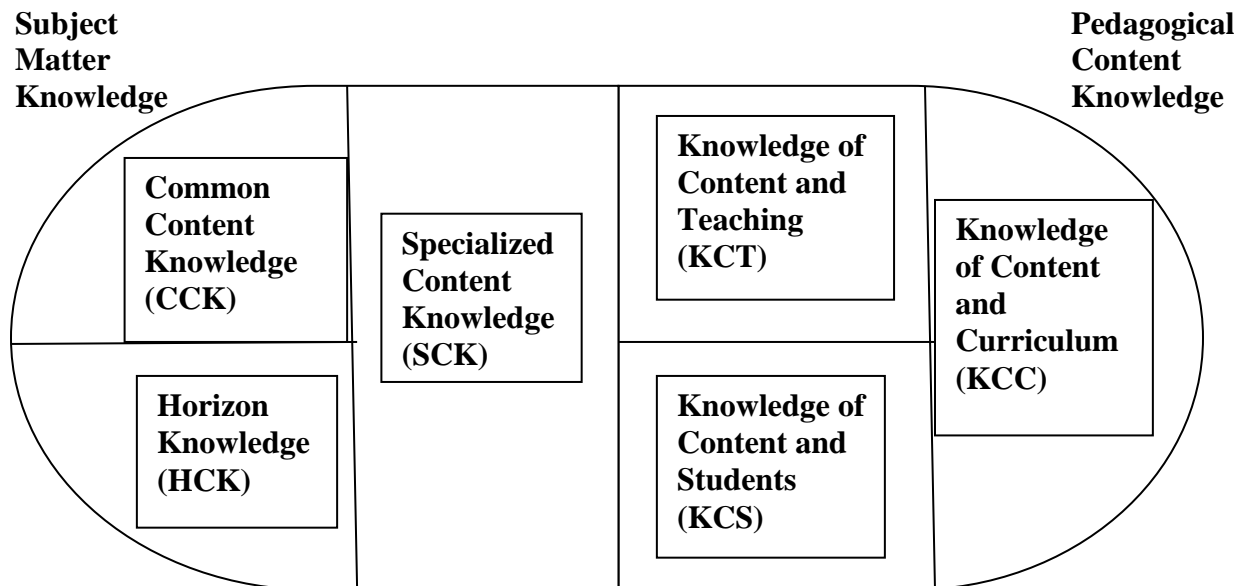 Subject
Matter
Knowledge
Pedagogical
Content
Knowledge
Common
Content
Knowledge
(CCK)
Specialized
Content
Knowledge
(SCK)
Knowledge of
Content and
Teaching
(KCT)
Knowledge
of Content
and
Curriculum
(KCC)
Horizon
Knowledge
(HCK)
Knowledge of
Content and
Students
(KCS)